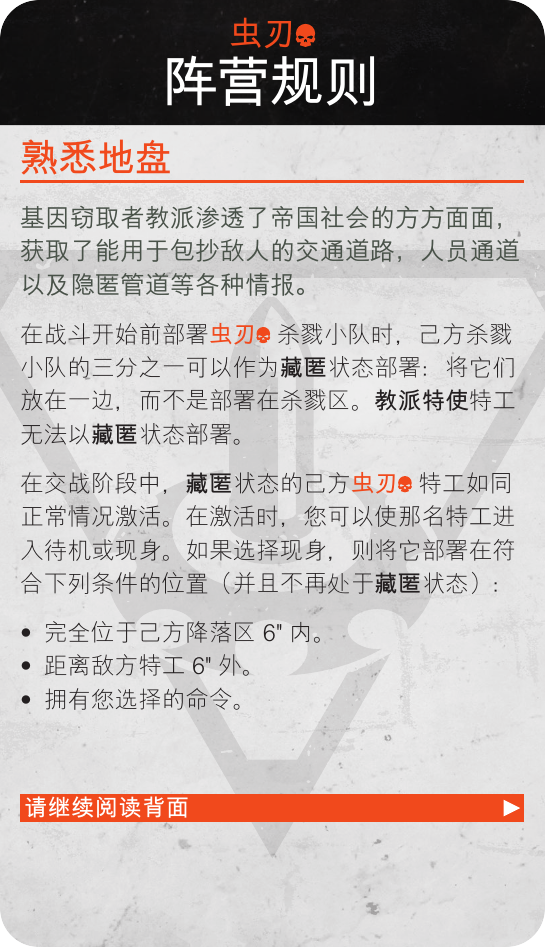 虫刃
阵营规则
熟悉地盘
基因窃取者教派渗透了帝国社会的方方面面，
获取了能用于包抄敌人的交通道路，人员通道
以及隐匿管道等各种情报。
在战斗开始前部署虫刃 杀戮小队时，己方杀戮
小队的三分之一可以作为藏匿状态部署：将它们
放在一边，而不是部署在杀戮区。教派特使特工
无法以藏匿状态部署。
在交战阶段中，藏匿状态的己方虫刃 特工如同
正常情况激活。在激活时，您可以使那名特工进
入待机或现身。如果选择现身，则将它部署在符
合下列条件的位置（并且不再处于藏匿状态）：
• 完全位于己方降落区 6" 内。
• 距离敌方特工 6" 外。
• 拥有您选择的命令。
请继续阅读背面